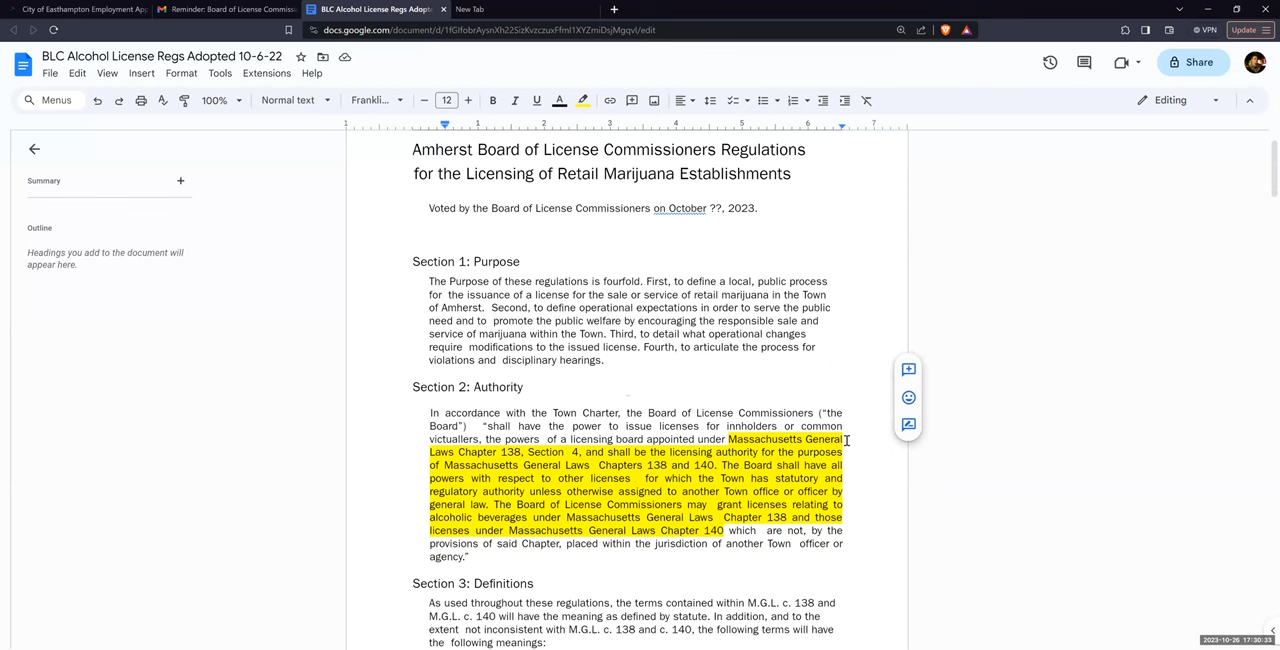 City of Easthampton Employment App
Reminder: Board of License Commiss
BLC Alcohol License Regs Adopted
New Tab
docs.google.com/document/d/1fGIfobrAysnXh22SizKvzczuxFfmI1XYZmiDsjMgqvI/edit
VPN
Update
BLC Alcohol License Regs Adopted 10-6-22
File Edit View Insert Format Tools Extensions Help
Share
Menus
100%
Normal text
Frankli...
12
Editing
1 1 2 3 4 5 6 7
Summary
Outline
Headings you add to the document will
appear here.
Amherst Board of License Commissioners Regulations
for the Licensing of Retail Marijuana Establishments
Voted by the Board of License Commissioners on October ??, 2023.
Section 1: Purpose
The Purpose of these regulations is fourfold. First, to define a local, public process
for the issuance of a license for the sale or service of retail marijuana in the Town
of Amherst. Second, to define operational expectations in order to serve the public
need and to promote the public welfare by encouraging the responsible sale and
service of marijuana within the Town. Third, to detail what operational changes
require modifications to the issued license. Fourth, to articulate the process for
violations and disciplinary hearings.
Section 2: Authority
In accordance with the Town Charter, the Board of License Commissioners (“the
Board”) “shall have the power to issue licenses for innholders or common
victuallers, the powers of a licensing board appointed under Massachusetts General
Laws Chapter 138, Section 4, and shall be the licensing authority for the purposes
of Massachusetts General Laws Chapters 138 and 140. The Board shall have all
powers with respect to other licenses for which the Town has statutory and
regulatory authority unless otherwise assigned to another Town office or officer by
general law. The Board of License Commissioners may grant licenses relating to
alcoholic beverages under Massachusetts General Laws Chapter 138 and those
licenses under Massachusetts General Laws Chapter 140 which are not, by the
provisions of said Chapter, placed within the jurisdiction of another Town officer or
agency.”
Section 3: Definitions
As used throughout these regulations, the terms contained within M.G.L. c. 138 and
M.G.L. c. 140 will have the meaning as defined by statute. In addition, and to the
extent not inconsistent with M.G.L. c. 138 and c. 140, the following terms will have
the following meanings:
2023-10-26 17:30:33